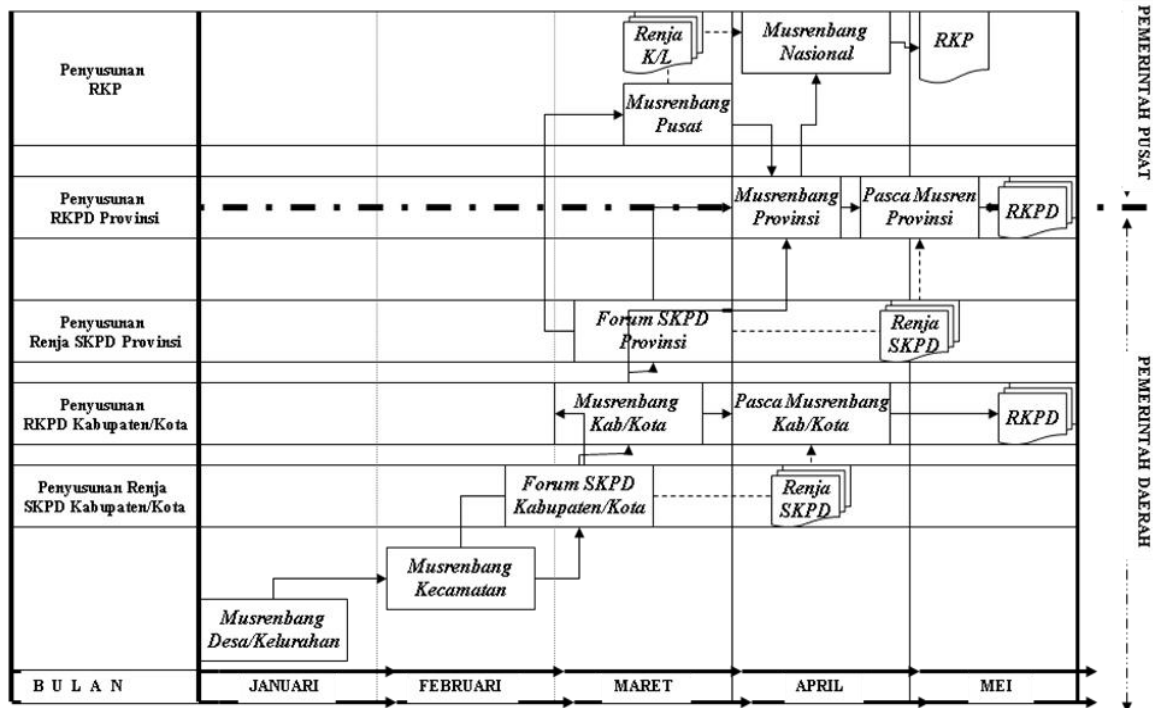 Penyusunan
RKP
Renja
K/L
Musrenbang
Nasional
RKP
Musrenbang
Pusat
PEMERINTAH PUSAT
Penyusunan
RKPD Provinsi
Musrenbang
Provinsi
Pasca Musren
Provinsi
RKPD
Penyusunan
Renja SKPD Provinsi
Forum SKPD
Provinsi
Renja
SKPD
Penyusunan
RKPD Kabupaten/Kota
Musrenbang
Kab/Kota
Pasca Musrenbang
Kab/Kota
RKPD
PEMERINTAH DAERAH
Penyusunan Renja
SKPD Kabupaten/Kota
Forum SKPD
Kabupaten/Kota
Renja
SKPD
Musrenbang
Kecamatan
Musrenbang
Desa/Kelurahan
B U L A N
JANUARI
FEBRUARI
MARET
APRIL
MEI